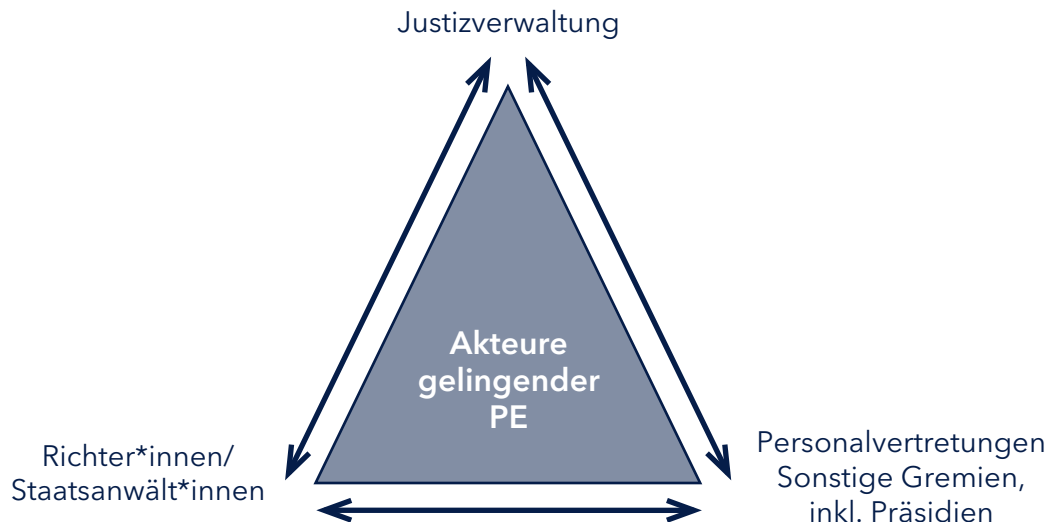 Justizverwaltung
Akteure
gelingender
PE
Richter*innen/
Staatsanwält*innen
Personalvertretungen
Sonstige Gremien,
inkl. Präsidien